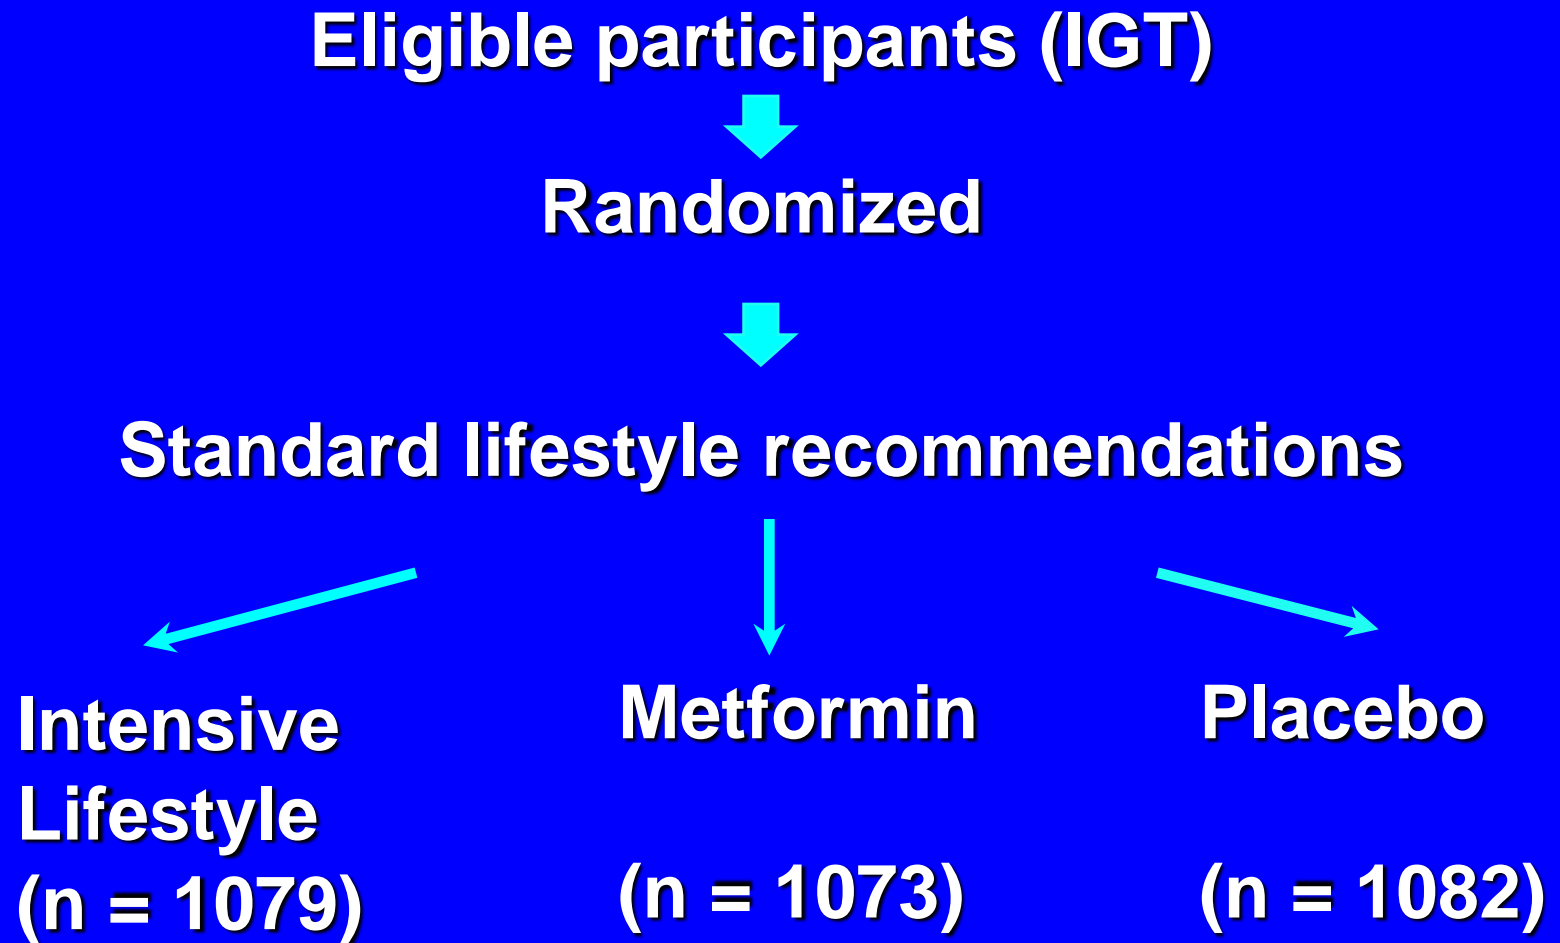 Eligible participants (IGT)
Randomized
Standard lifestyle recommendations
Intensive
Lifestyle
(n = 1079)
Metformin
(n = 1073)
Placebo
(n = 1082)